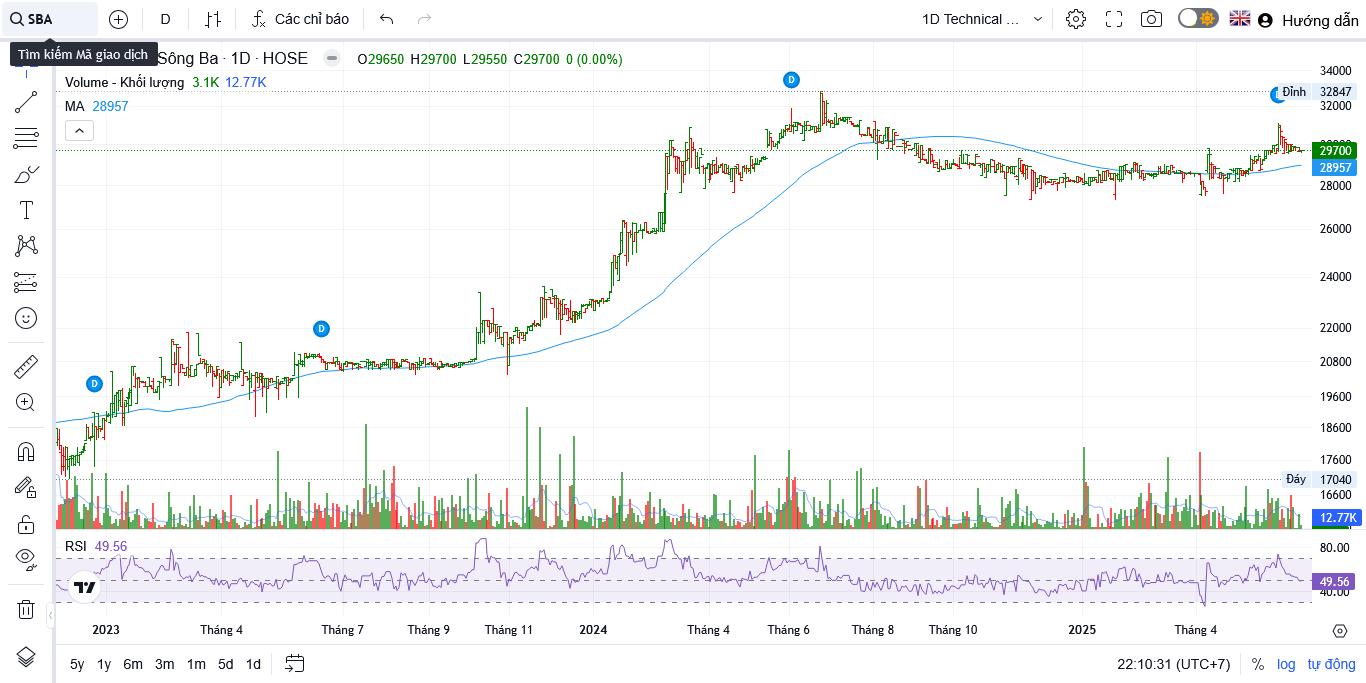 SBA
D
Các chỉ báo
1D Technical ...
Hướng dẫn
Tìm kiếm Mã giao dịch
Sông Ba · 1D · HOSE
O29650 H29700 L29550 C29700 0 (0.00%)
Volume - Khối lượng 3.1K 12.77K
MA 28957
D
D
D
34000
Đỉnh 32847
32000
29700
28957
28000
26000
24000
22000
20800
19600
18600
17600
Đáy 17040
16600
12.77K
RSI 49.56
80.00
49.56
40.00
2023
Tháng 4
Tháng 7
Tháng 9
Tháng 11
2024
Tháng 4
Tháng 6
Tháng 8
Tháng 10
2025
Tháng 4
5y 1y 6m 3m 1m 5d 1d
22:10:31 (UTC+7)
% log tự động